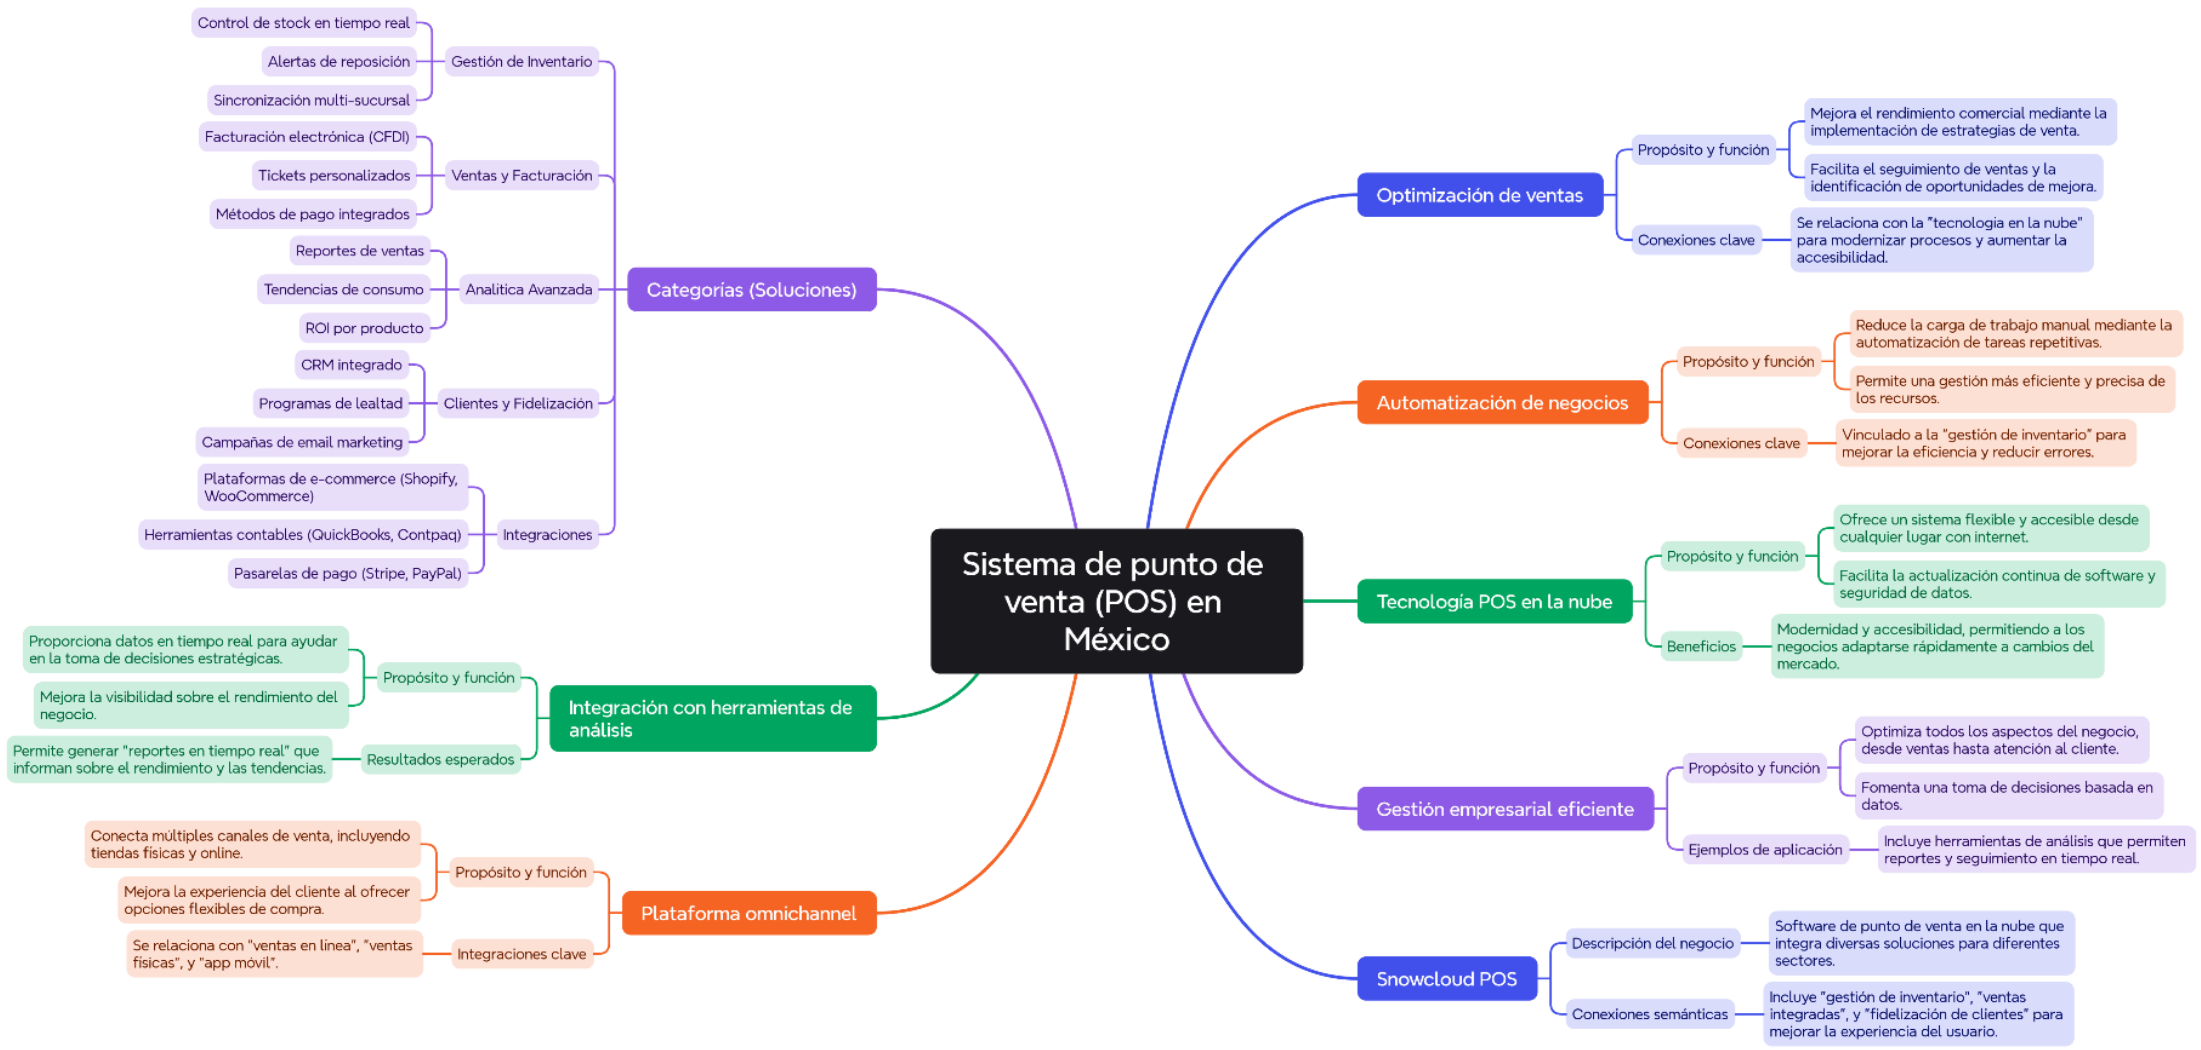 Sistema de punto de
venta (POS) en
México
Optimización de ventas
Propósito y función
Mejora el rendimiento comercial mediante la
implementación de estrategias de venta.
Facilita el seguimiento de ventas y la
identificación de oportunidades de mejora.
Conexiones clave
Se relaciona con la "tecnología en la nube"
para modernizar procesos y aumentar la
accesibilidad.
Automatización de negocios
Propósito y función
Reduce la carga de trabajo manual mediante la
automatización de tareas repetitivas.
Permite una gestión más eficiente y precisa de
los recursos.
Conexiones clave
Vinculado a la "gestión de inventario" para
mejorar la eficiencia y reducir errores.
Tecnología POS en la nube
Propósito y función
Ofrece un sistema flexible y accesible desde
cualquier lugar con internet.
Facilita la actualización continua de software y
seguridad de datos.
Beneficios
Modernidad y accesibilidad, permitiendo a los
negocios adaptarse rápidamente a cambios del
mercado.
Gestión empresarial eficiente
Propósito y función
Optimiza todos los aspectos del negocio,
desde ventas hasta atención al cliente.
Fomenta una toma de decisiones basada en
datos.
Ejemplos de aplicación
Incluye herramientas de análisis que permiten
reportes y seguimiento en tiempo real.
Snowcloud POS
Descripción del negocio
Software de punto de venta en la nube que
integra diversas soluciones para diferentes
sectores.
Conexiones semánticas
Incluye "gestión de inventario", "ventas
integradas", y "fidelización de clientes" para
mejorar la experiencia del usuario.
Categorías (Soluciones)
Gestión de Inventario
Control de stock en tiempo real
Alertas de reposición
Sincronización multi-sucursal
Ventas y Facturación
Facturación electrónica (CFDI)
Tickets personalizados
Métodos de pago integrados
Analítica Avanzada
Reportes de ventas
Tendencias de consumo
ROI por producto
Clientes y Fidelización
CRM integrado
Programas de lealtad
Campañas de email marketing
Integraciones
Plataformas de e-commerce (Shopify,
WooCommerce)
Herramientas contables (QuickBooks, Contpaq)
Pasarelas de pago (Stripe, PayPal)
Integración con herramientas de
análisis
Propósito y función
Proporciona datos en tiempo real para ayudar
en la toma de decisiones estratégicas.
Mejora la visibilidad sobre el rendimiento del
negocio.
Resultados esperados
Permite generar "reportes en tiempo real" que
informan sobre el rendimiento y las tendencias.
Plataforma omnichannel
Propósito y función
Conecta múltiples canales de venta, incluyendo
tiendas físicas y online.
Mejora la experiencia del cliente al ofrecer
opciones flexibles de compra.
Integraciones clave
Se relaciona con "ventas en línea", "ventas
físicas", y "app móvil".